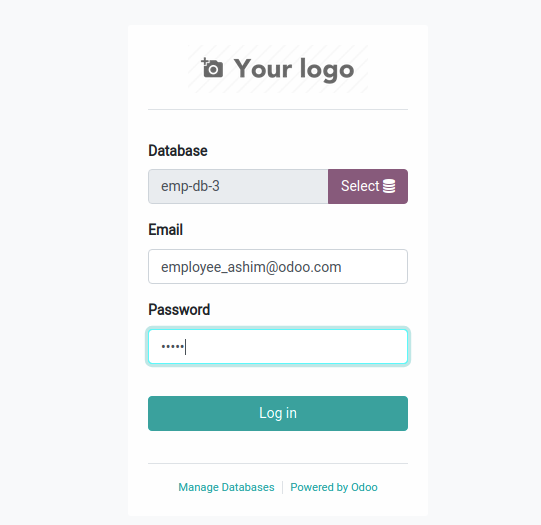 Your logo
Database
emp-db-3 Select
Email
employee_ashim@odoo.com
Password
•••••
Log in
Manage Databases | Powered by Odoo